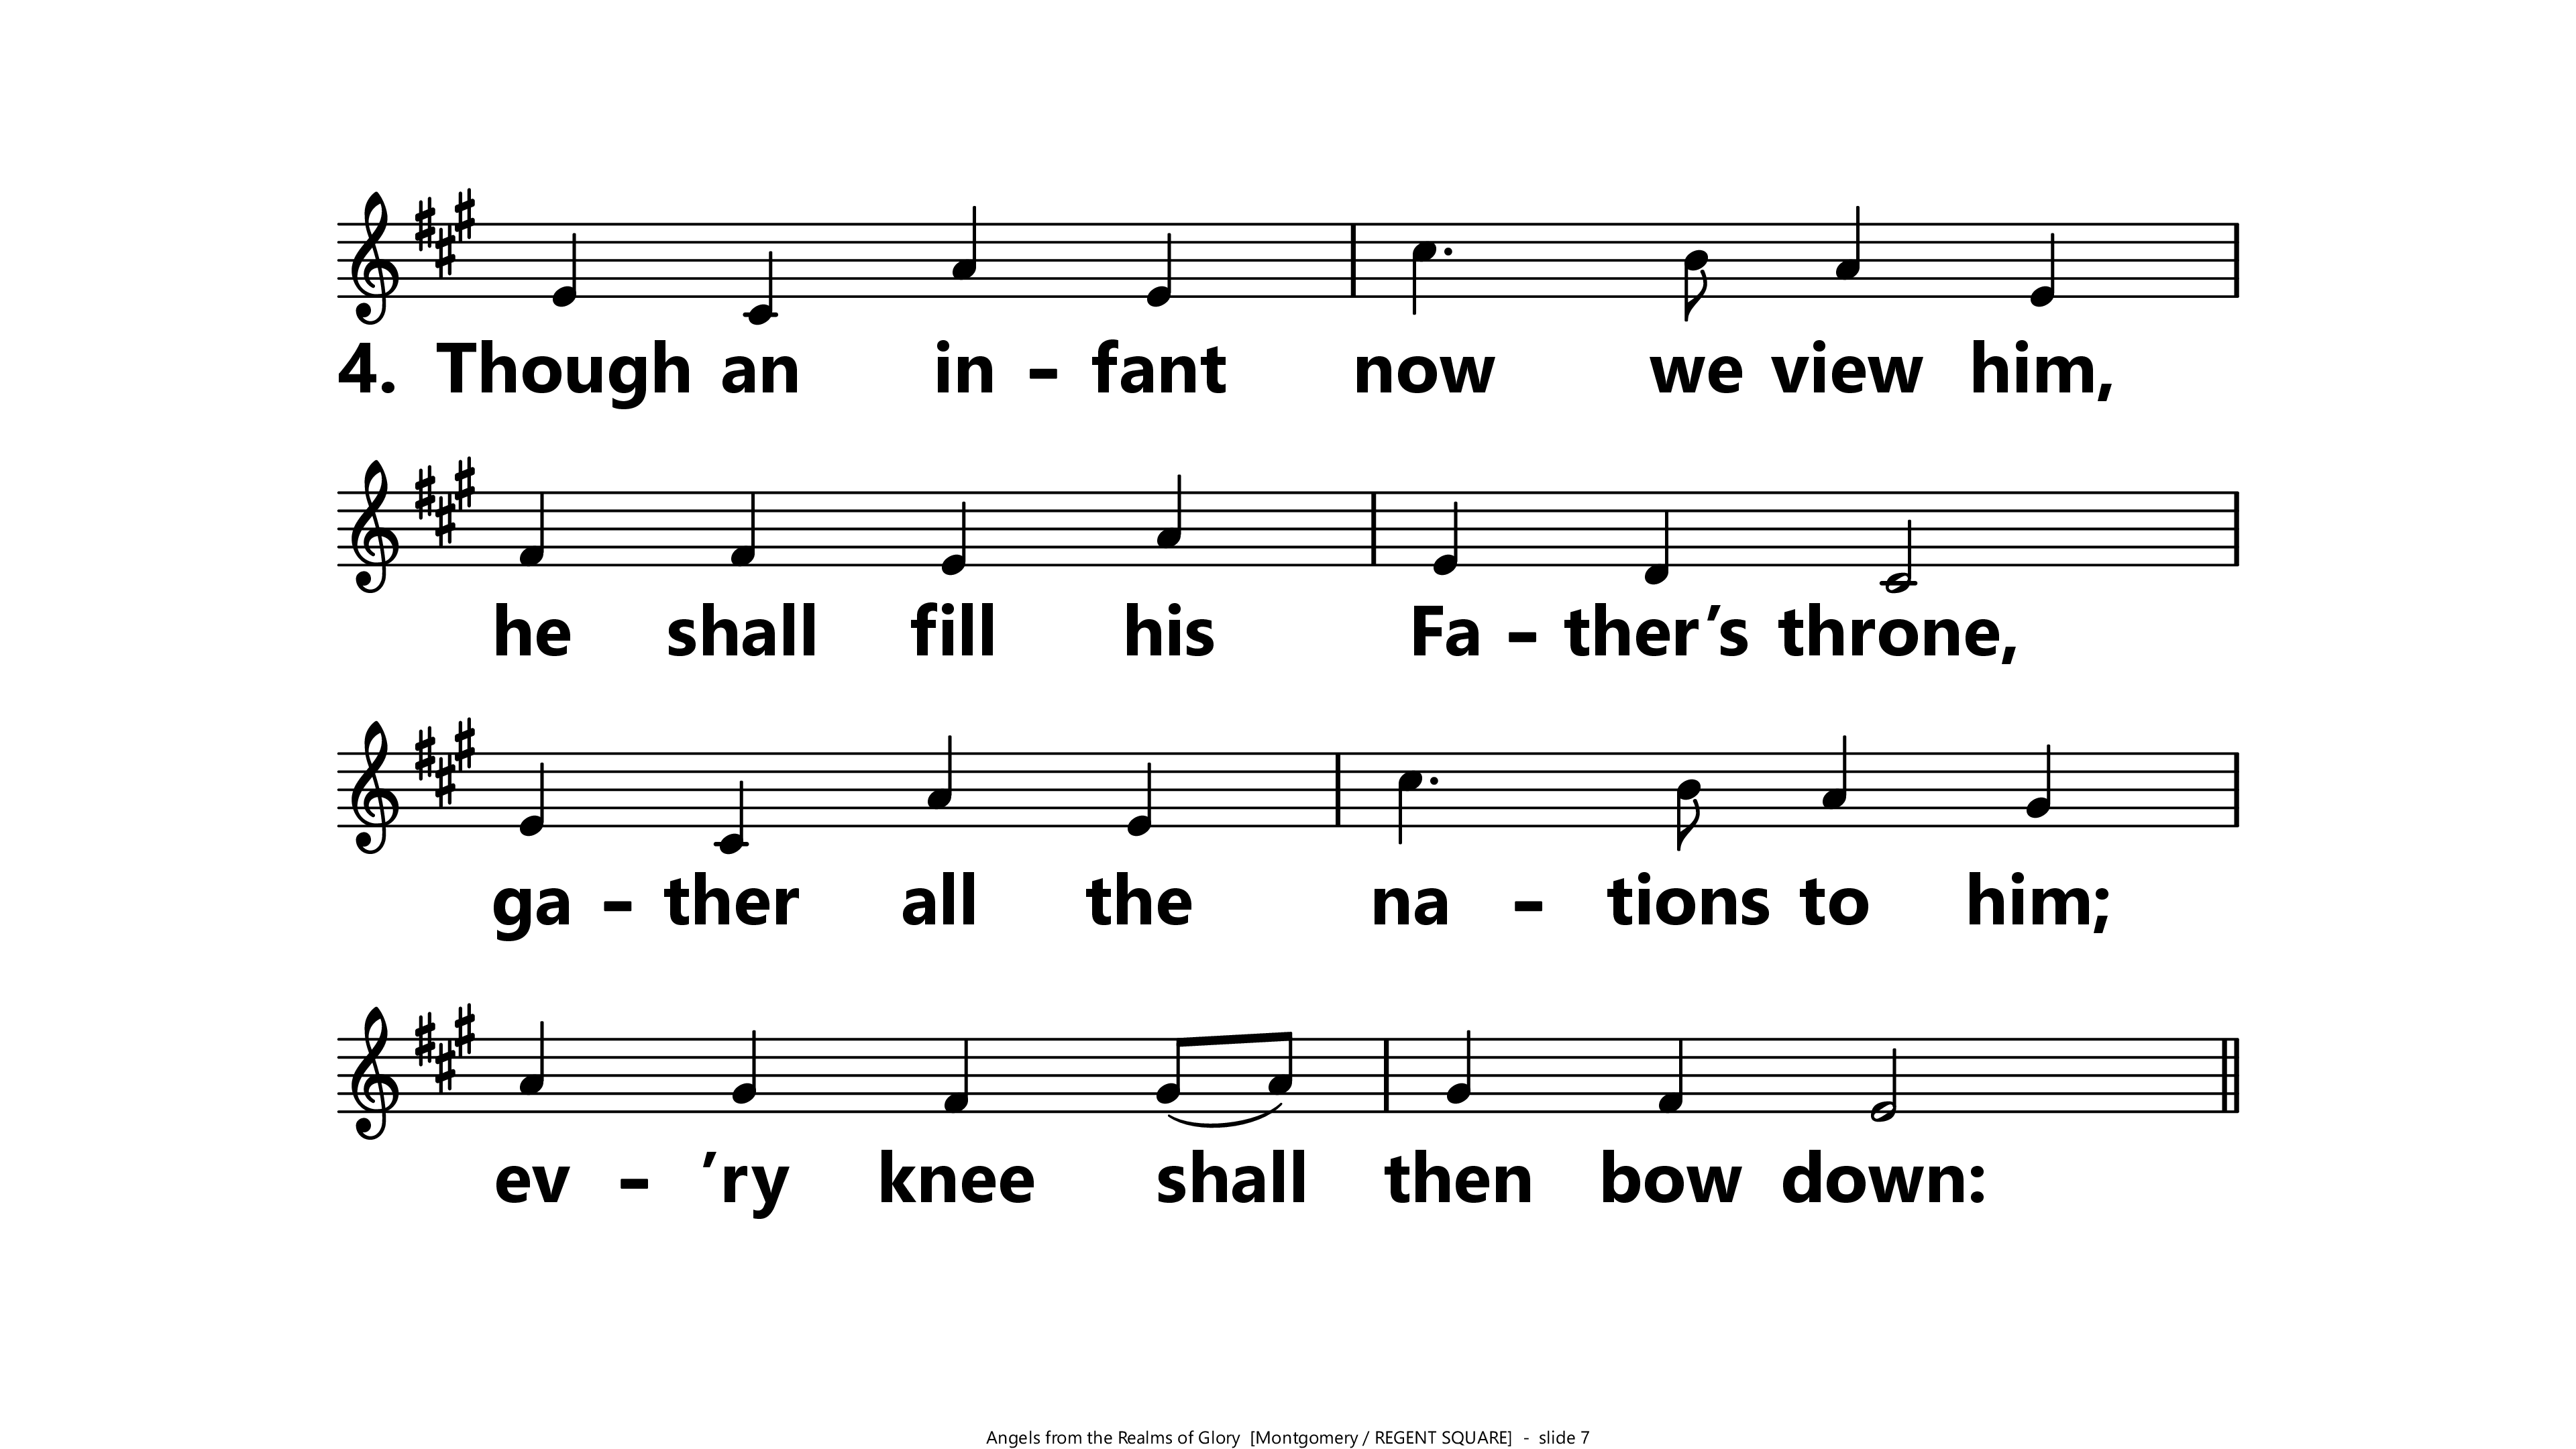 4. Though an in - fant now we view him,
he shall fill his Fa - ther’s throne,
ga - ther all the na - tions to him;
ev - ’ry knee shall then bow down:
Angels from the Realms of Glory [Montgomery / REGENT SQUARE] - slide 7